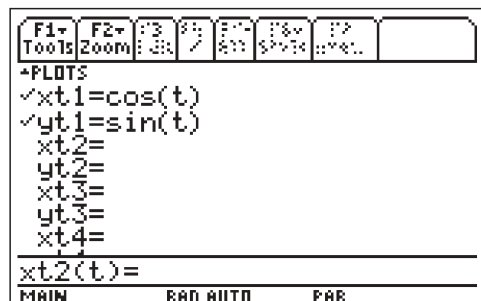 F1 F2
Tools Zoom
PLOTS
✓xt1=cos(t)
✓yt1=sin(t)
xt2=
yt2=
xt3=
yt3=
xt4=
xt2(t)=
MAIN RAD AUTO PAR